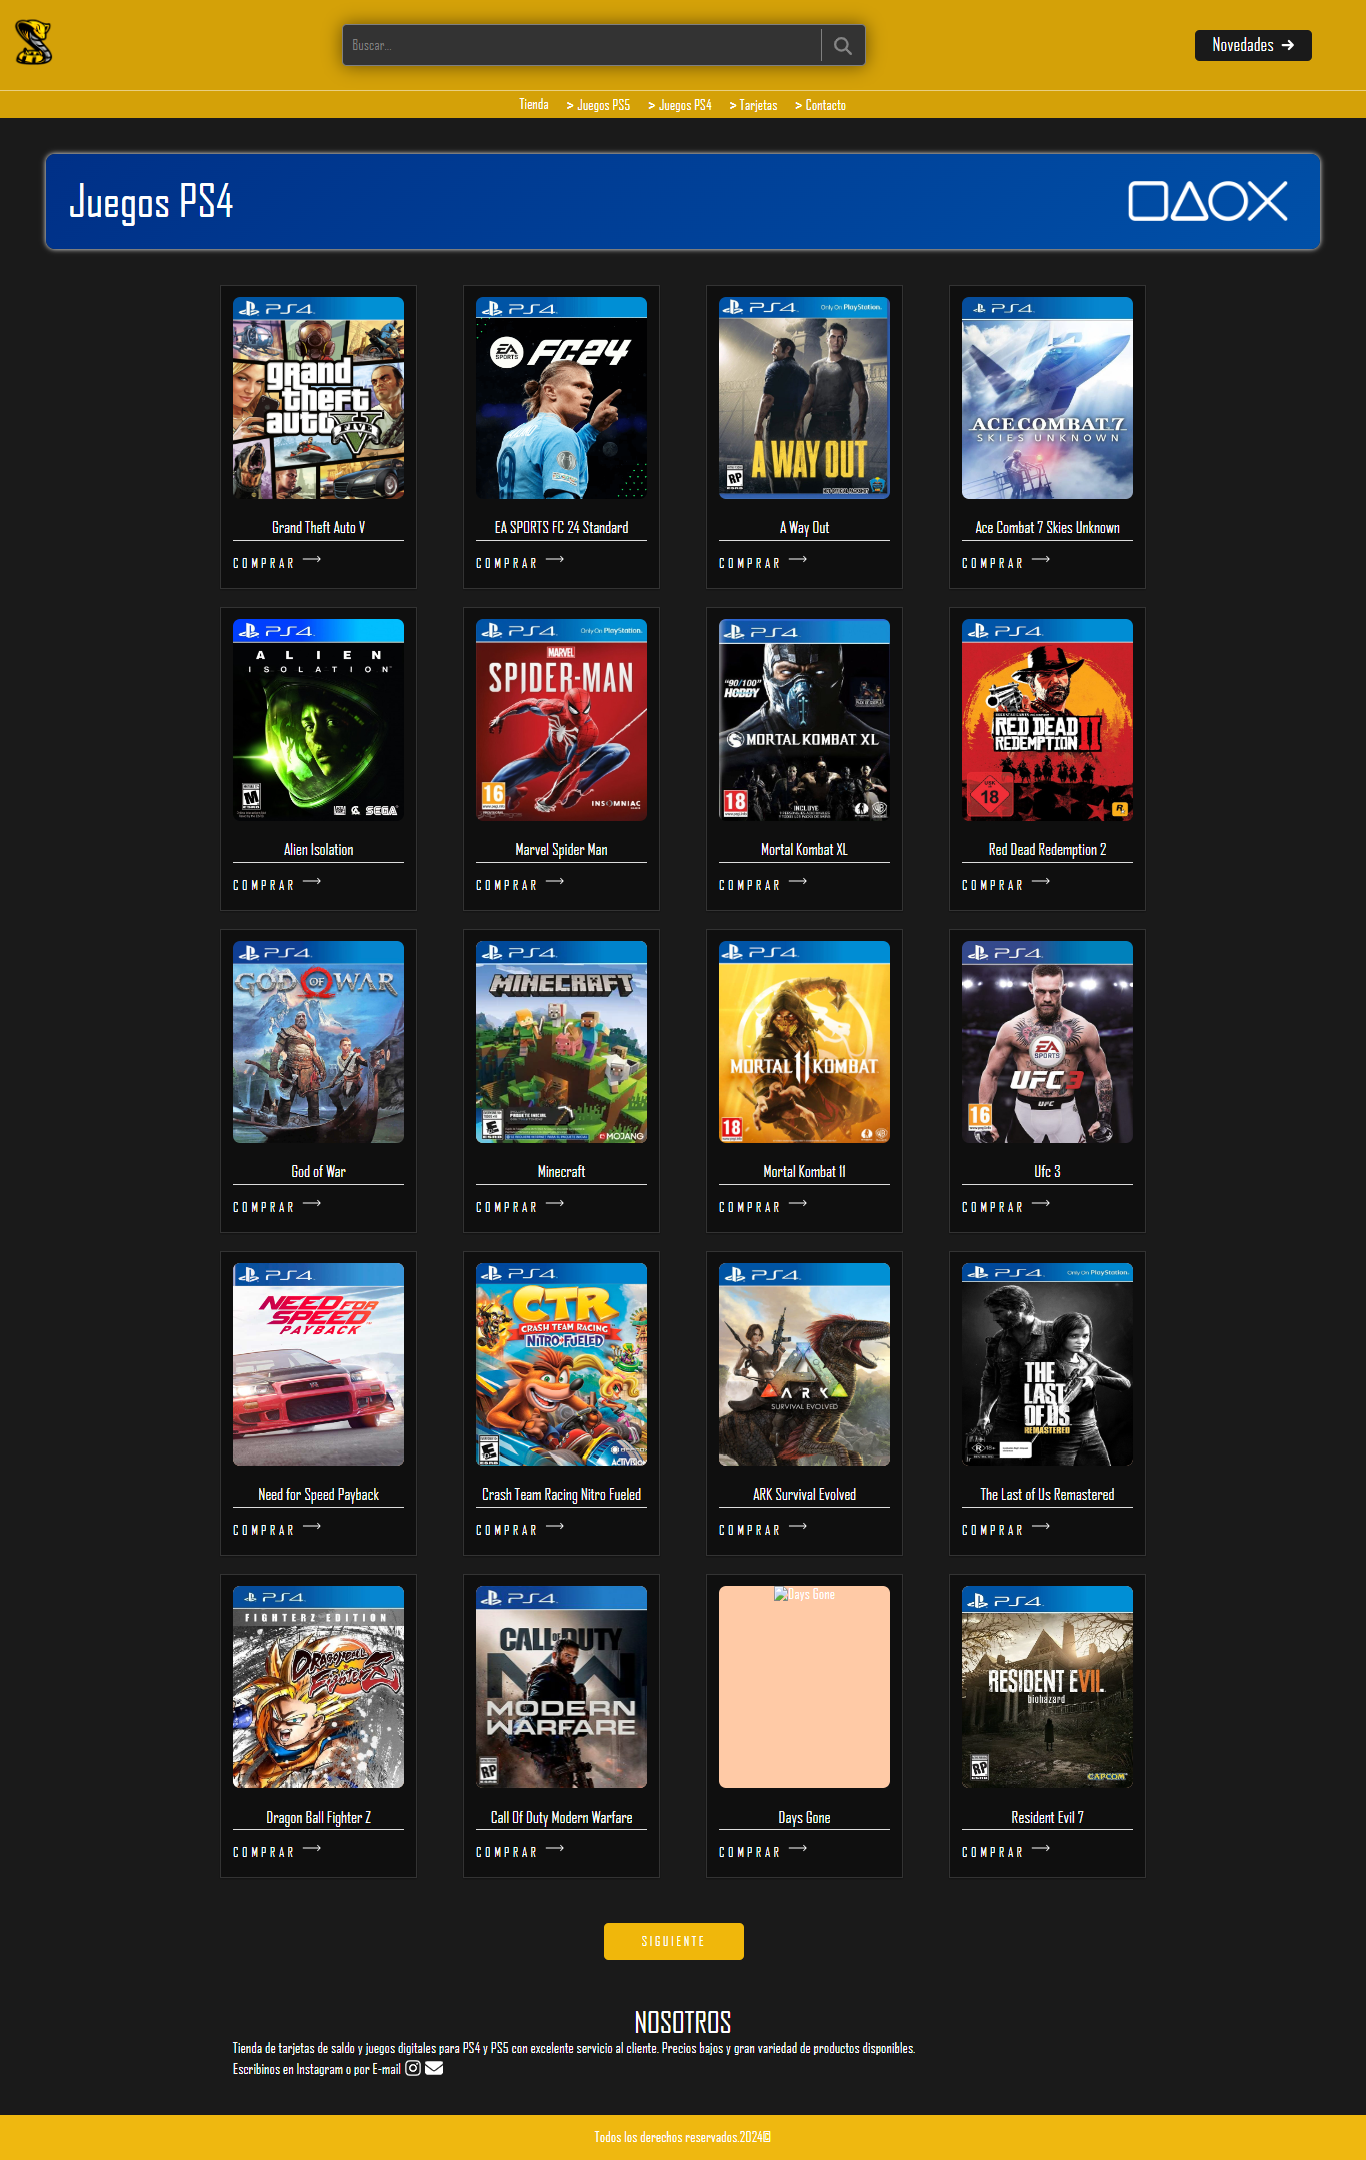 Buscar...
Novedades
Tienda > Juegos PS5 > Juegos PS4 > Tarjetas > Contacto
Juegos PS4
PS4
grand theft auto V FIVE
Grand Theft Auto V
COMPRAR
PS4
EA SPORTS FC 24
EA SPORTS FC 24 Standard
COMPRAR
PS4 Only On PlayStation.
A WAY OUT
RP
A Way Out
COMPRAR
PS4
ACE COMBAT 7
SKIES UNKNOWN
Ace Combat 7 Skies Unknown
COMPRAR
PS4
ALIEN
ISOLATION
M SEGA
Alien Isolation
COMPRAR
PS4 Only On PlayStation.
MARVEL
SPIDER-MAN
16 INSOMNIAC
Marvel Spider Man
COMPRAR
PS4
"90/100"
HOBBY
MORTAL KOMBAT XL
18 INCLUYE
Mortal Kombat XL
COMPRAR
PS4
RED DEAD
REDEMPTION II
18 R
Red Dead Redemption 2
COMPRAR
PS4
GOD OF WAR
God of War
COMPRAR
PS4
MINECRAFT
E MOJANG
Minecraft
COMPRAR
PS4
MORTAL 11 KOMBAT
18
Mortal Kombat 11
COMPRAR
PS4
EA SPORTS
UFC 3
UFC
16
Ufc 3
COMPRAR
PS4
NEED FOR
SPEED
PAYBACK
Need for Speed Payback
COMPRAR
PS4
CTR
CRASH TEAM RACING
NITRO-FUELED
E ACTIVISION
Crash Team Racing Nitro Fueled
COMPRAR
PS4
ARK
SURVIVAL EVOLVED
ARK Survival Evolved
COMPRAR
PS4 Only On PlayStation.
THE
LAST
OF US
REMASTERED
R 18+
The Last of Us Remastered
COMPRAR
PS4
FIGHTERZ EDITION
DRAGONBALL
FighterZ
Dragon Ball Fighter Z
COMPRAR
PS4
CALL OF DUTY
MODERN
WARFARE
RP
Call Of Duty Modern Warfare
COMPRAR
Days Gone
Days Gone
COMPRAR
PS4
RESIDENT EVIL
biohazard
RP CAPCOM
Resident Evil 7
COMPRAR
SIGUIENTE
NOSOTROS
Tienda de tarjetas de saldo y juegos digitales para PS4 y PS5 con excelente servicio al cliente. Precios bajos y gran variedad de productos disponibles.
Escribinos en Instagram o por E-mail
Todos los derechos reservados.2024©